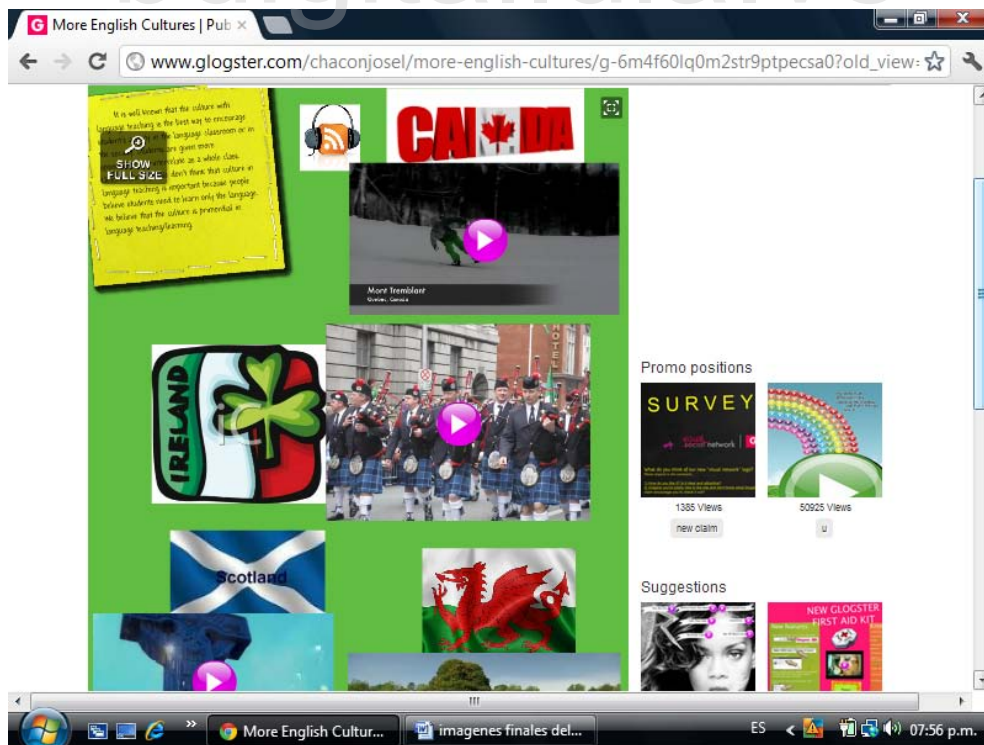 More English Cultures | Pub
www.glogster.com/chaconjosel/more-english-cultures/g-6m4f60lq0m2str9ptpecsa0?old_view=
It is well known that the culture with
language teaching is the best way to encourage
in the language classroom or in
are given more
as a whole class.
don't think that culture in
language teaching is important because people
believe students need to learn only the language.
We believe that the culture is primordial in
language teaching/learning.
SHOW
FULL SIZE
CANADA
Mont Tremblant
Quebec, Canada
IRELAND
HOTEL
Scotland
Promo positions
SURVEY
social network
1385 Views
50925 Views
new claim
u
Suggestions
NEW GLOGSTER
FIRST AID KIT
More English Cultur...
imagenes finales del...
ES
07:56 p.m.